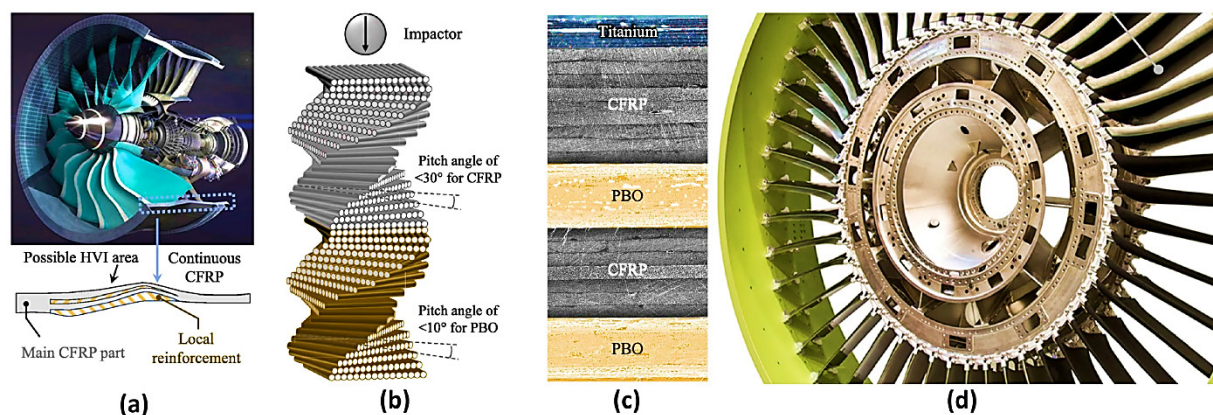 Possible HVI area
Continuous
CFRP
Main CFRP part
Local
reinforcement
(a)
Impactor
Pitch angle of
<30° for CFRP
Pitch angle of
<10° for PBO
(b)
Titanium
CFRP
PBO
CFRP
PBO
(c)
(d)